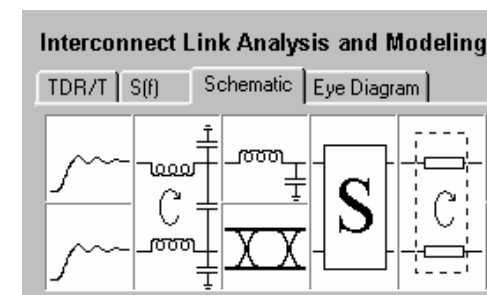 Interconnect Link Analysis and Modeling
TDR/T S(f) Schematic Eye Diagram
C S C